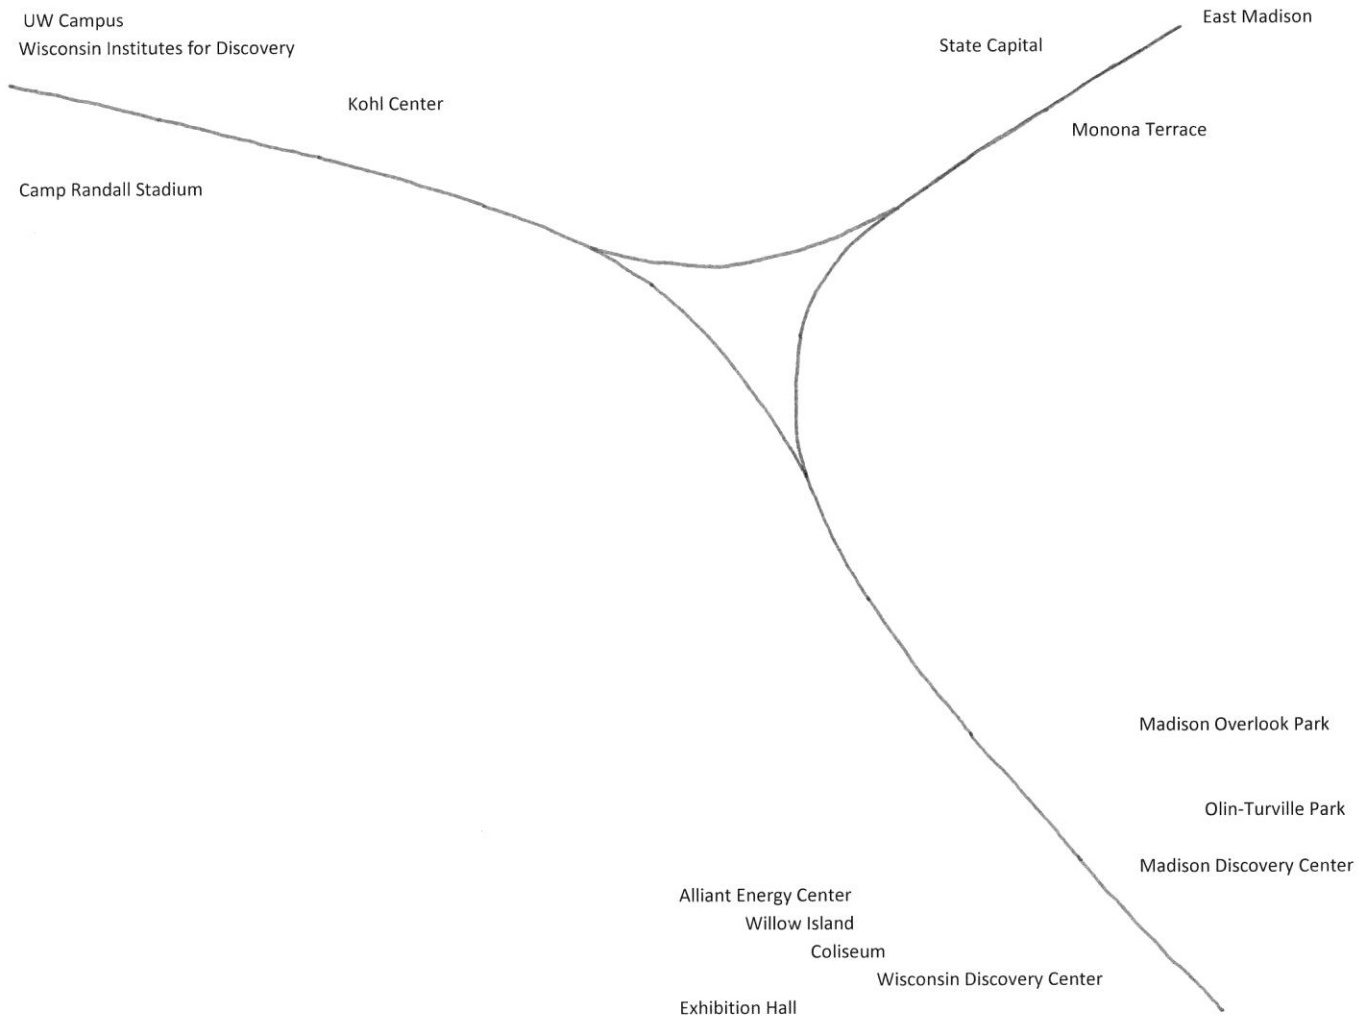 UW Campus
Wisconsin Institutes for Discovery
Kohl Center
Camp Randall Stadium
East Madison
State Capital
Monona Terrace
Madison Overlook Park
Olin-Turville Park
Madison Discovery Center
Alliant Energy Center
Willow Island
Coliseum
Wisconsin Discovery Center
Exhibition Hall